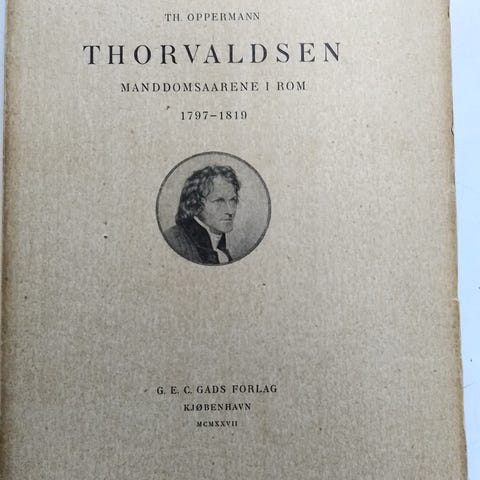 TH. OPPERMANN
THORVALDSEN
MANDDOMSAARENE I ROM
1797-1819
G. E. C. GADS FORLAG
KJØBENHAVN
MCMXXVII